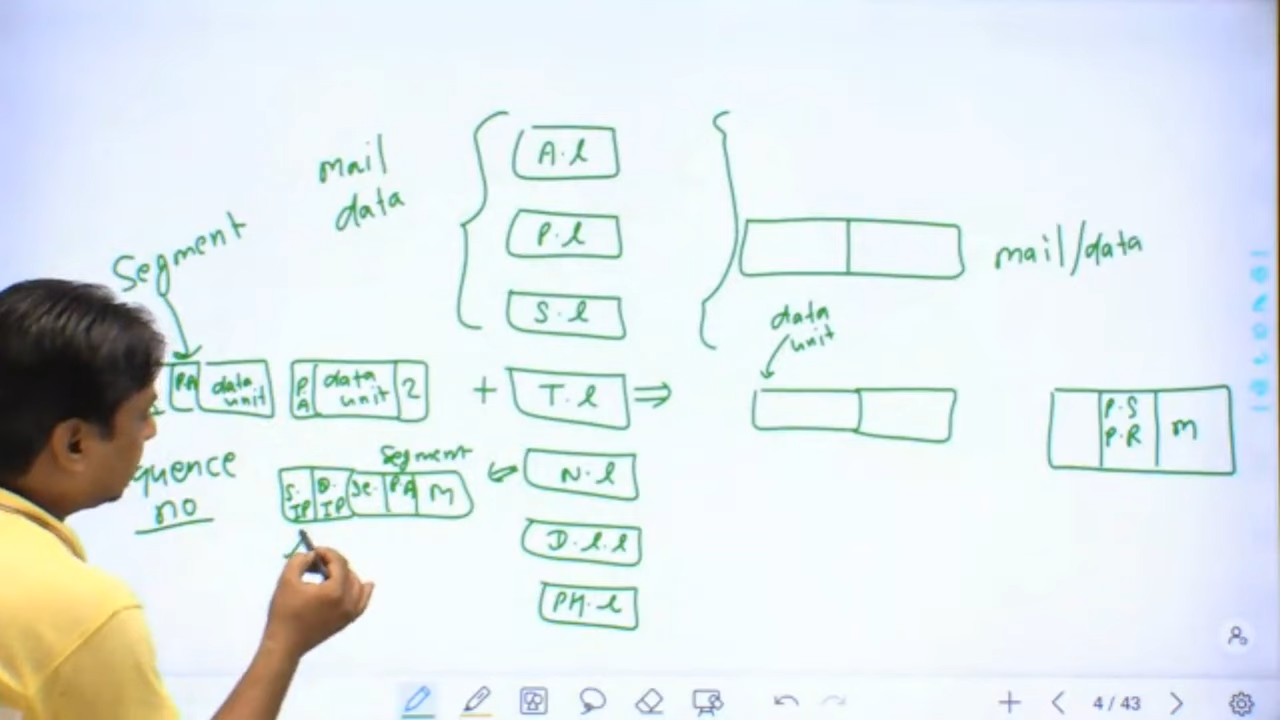 mail
data
Segment
A.l
P.l
S.l
mail/data
data
unit
PA
data
unit
P
A
data
unit
2
+
T.l
⇒
P.S
P.R
M
quence
no
Segment
S.
IP
D.
IP
Se.
P.A
M
N.l
D.l.l
PH.l
4 / 43